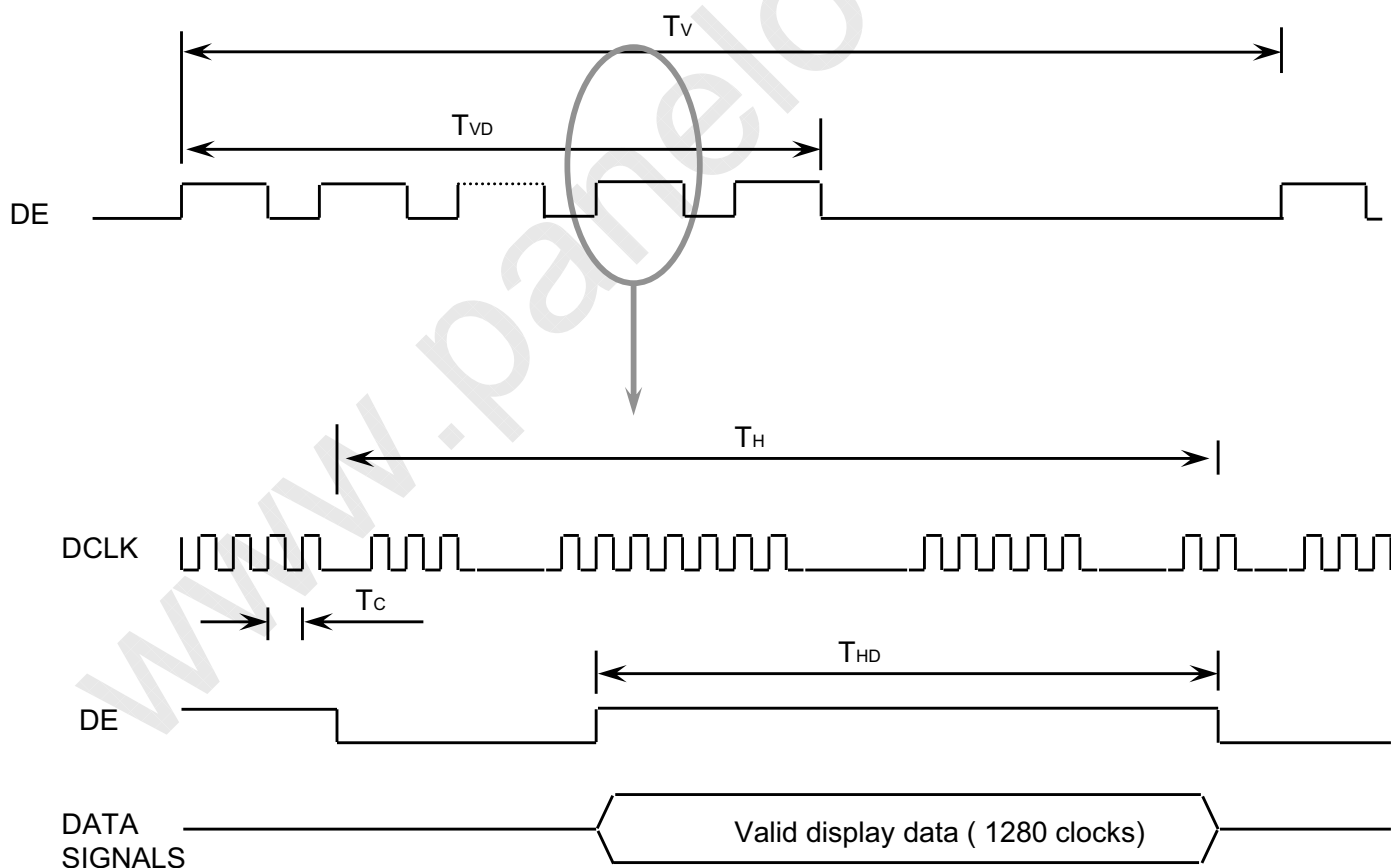 TV
TVD
DE
TH
DCLK
TC
THD
DE
DATA
SIGNALS
Valid display data ( 1280 clocks)
www.panelo